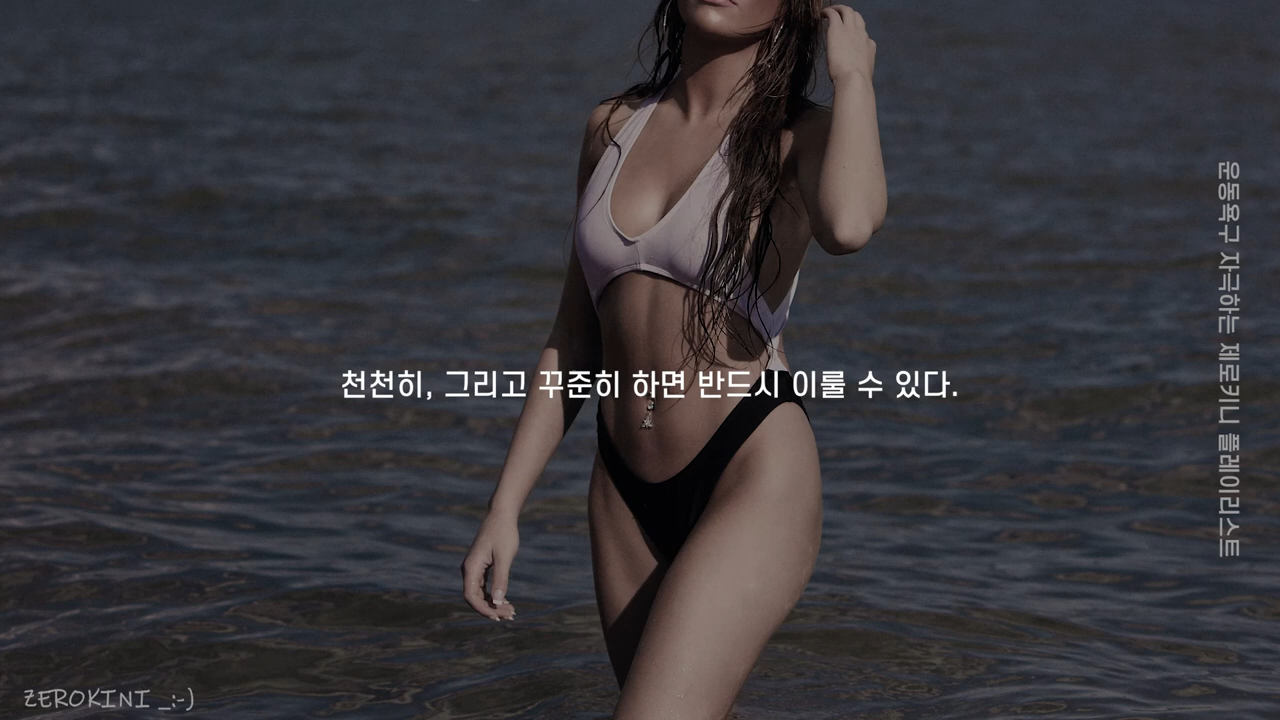 천천히, 그리고 꾸준히 하면 반드시 이룰 수 있다.
운동욕구 자극하는 제로키니 플레이리스트
ZEROKINI _:-)